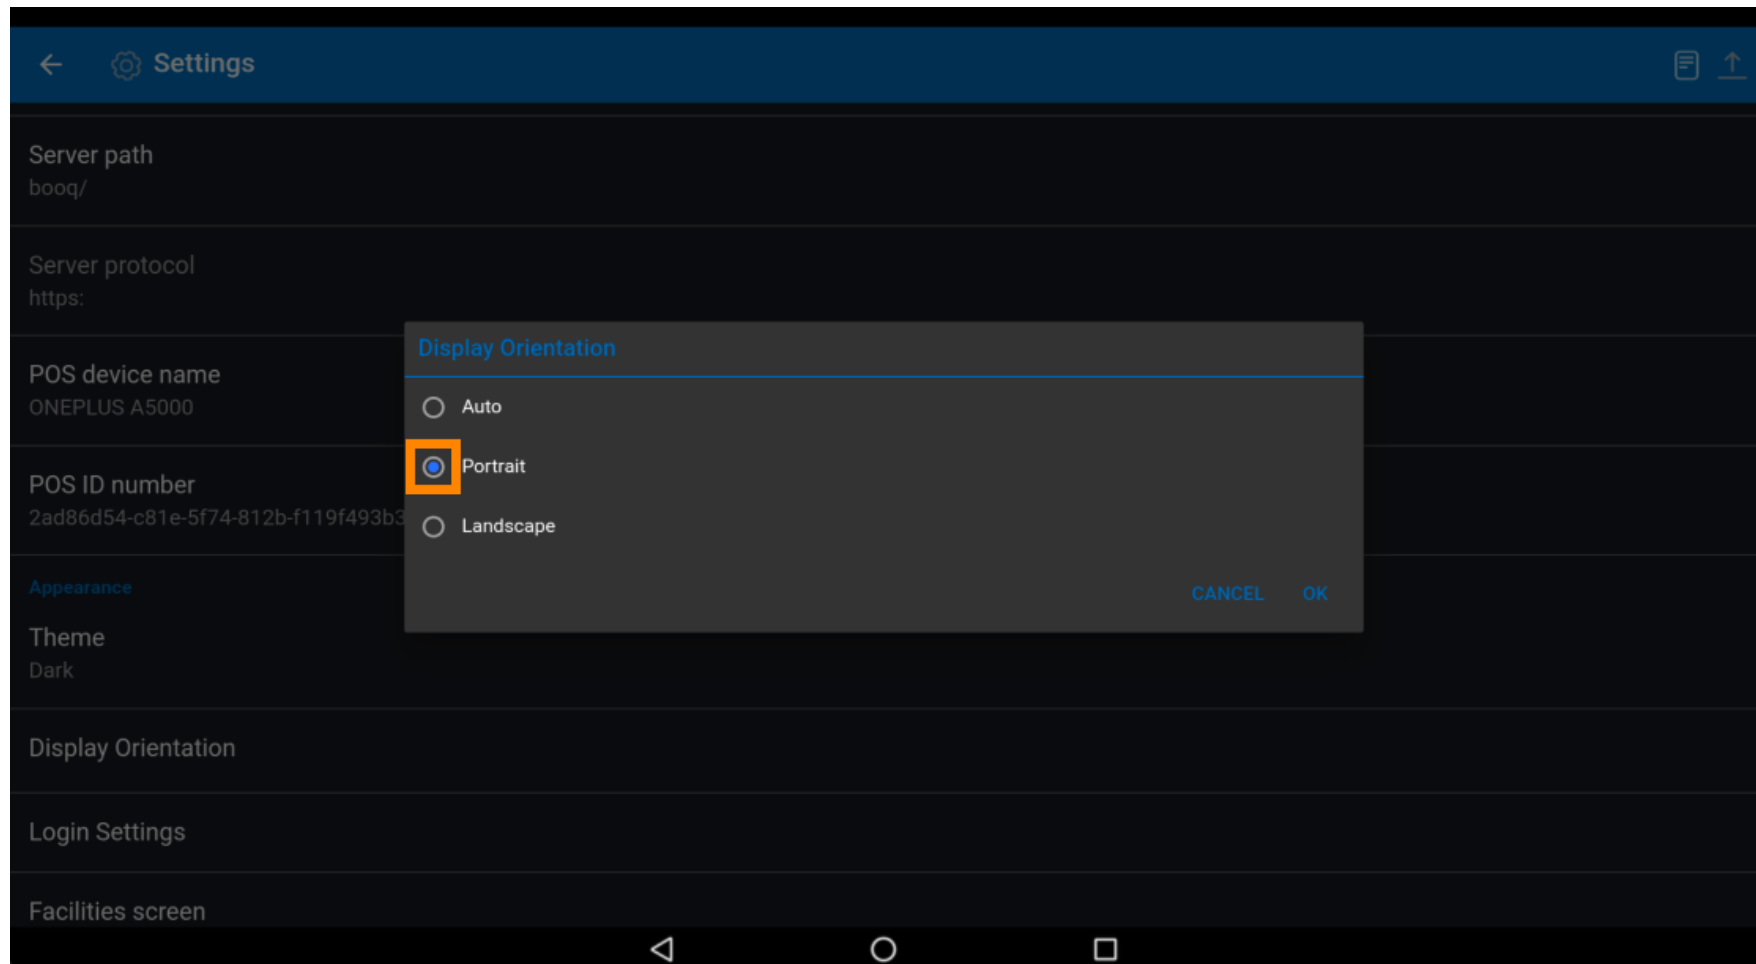 Settings
Server path
booq/
Server protocol
https:
POS device name
ONEPLUS A5000
POS ID number
2ad86d54-c81e-5f74-812b-f119f493b3
Display Orientation
Auto
Portrait
Landscape
CANCEL OK
Appearance
Theme
Dark
Display Orientation
Login Settings
Facilities screen